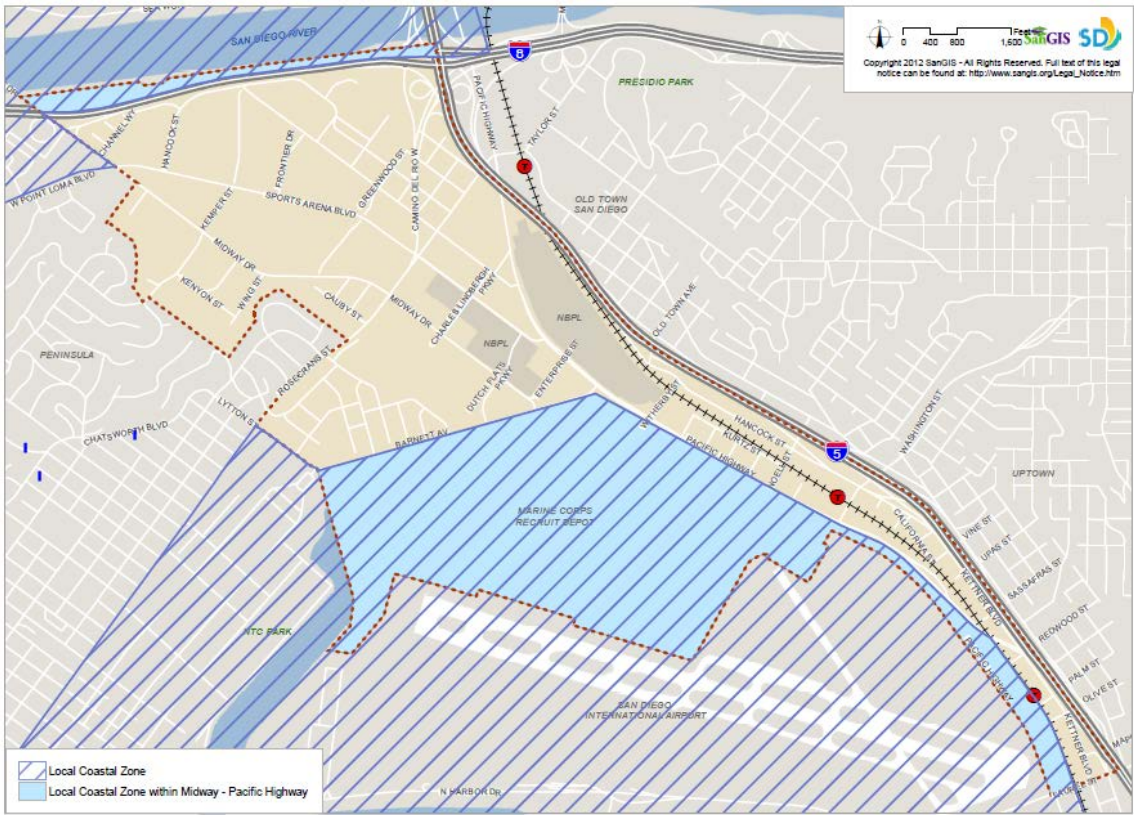 SAN DIEGO RIVER
8
Feet
0 400 800 1,600
SanGIS SD
Copyright 2012 SanGIS - All Rights Reserved. Full text of this legal
notice can be found at: http://www.sangis.org/Legal_Notice.htm
PRESIDIO PARK
PACIFIC HIGHWAY
TAYLOR ST
CHANNEL WY
HANCOCK ST
FRONTIER DR
GREENWOOD ST
CAMINO DEL RIO W
W POINT LOMA BLVD
SPORTS ARENA BLVD
KEMPER ST
OLD TOWN
SAN DIEGO
MIDWAY DR
KENYON ST
WING ST
CAUBY ST
MIDWAY DR
CHARLES LINDBERGH
PKWY
NBPL
NBPL
OLD TOWN AVE
PENINSULA
ROSECRANS ST
DUTCH FLATS
PKWY
ENTERPRISE ST
LYTTON ST
CHATSWORTH BLVD
BARNETT AV
WITHERBY ST
HANCOCK ST
KURTZ ST
PACIFIC HIGHWAY
NOELL ST
5
WASHINGTON ST
UPTOWN
MARINE CORPS
RECRUIT DEPOT
CALIFORNIA ST
VINE ST
UPAS ST
SASSAFRAS ST
KETTNER BLVD
REDWOOD ST
NTC PARK
PACIFIC HIGHWAY
PALM ST
OLIVE ST
SAN DIEGO
INTERNATIONAL AIRPORT
KETTNER BLVD
N HARBOR DR
Local Coastal Zone
Local Coastal Zone within Midway - Pacific Highway